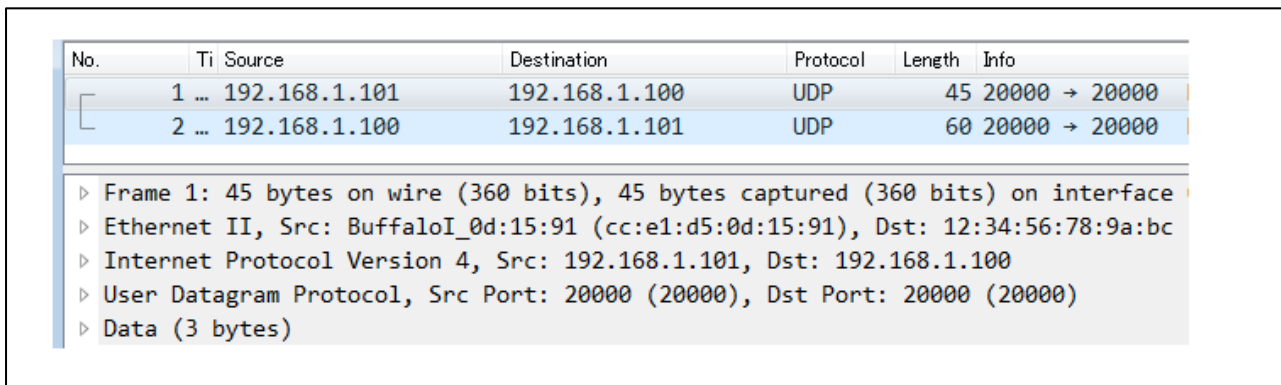 No. Ti Source Destination Protocol Length Info
1 … 192.168.1.101 192.168.1.100 UDP 45 20000 → 20000
2 … 192.168.1.100 192.168.1.101 UDP 60 20000 → 20000
Frame 1: 45 bytes on wire (360 bits), 45 bytes captured (360 bits) on interface
Ethernet II, Src: BuffaloI_0d:15:91 (cc:e1:d5:0d:15:91), Dst: 12:34:56:78:9a:bc
Internet Protocol Version 4, Src: 192.168.1.101, Dst: 192.168.1.100
User Datagram Protocol, Src Port: 20000 (20000), Dst Port: 20000 (20000)
Data (3 bytes)